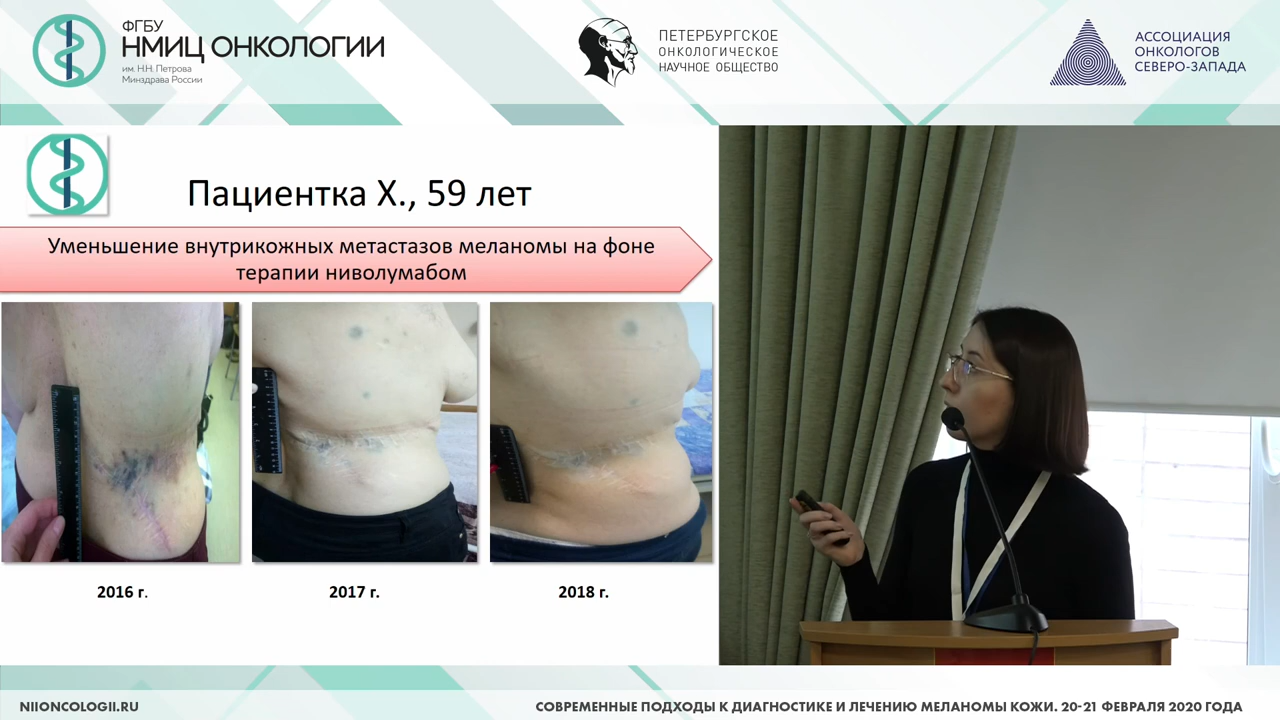 ФГБУ
НМИЦ ОНКОЛОГИИ
им. Н.Н. Петрова
Минздрава России
ПЕТЕРБУРГСКОЕ
ОНКОЛОГИЧЕСКОЕ
НАУЧНОЕ ОБЩЕСТВО
АССОЦИАЦИЯ
ОНКОЛОГОВ
СЕВЕРО-ЗАПАДА
Пациентка Х., 59 лет
Уменьшение внутрикожных метастазов меланомы на фоне
терапии ниволумабом
2016 г.
2017 г.
2018 г.
NIIONCOLOGII.RU
СОВРЕМЕННЫЕ ПОДХОДЫ К ДИАГНОСТИКЕ И ЛЕЧЕНИЮ МЕЛАНОМЫ КОЖИ. 20-21 ФЕВРАЛЯ 2020 ГОДА